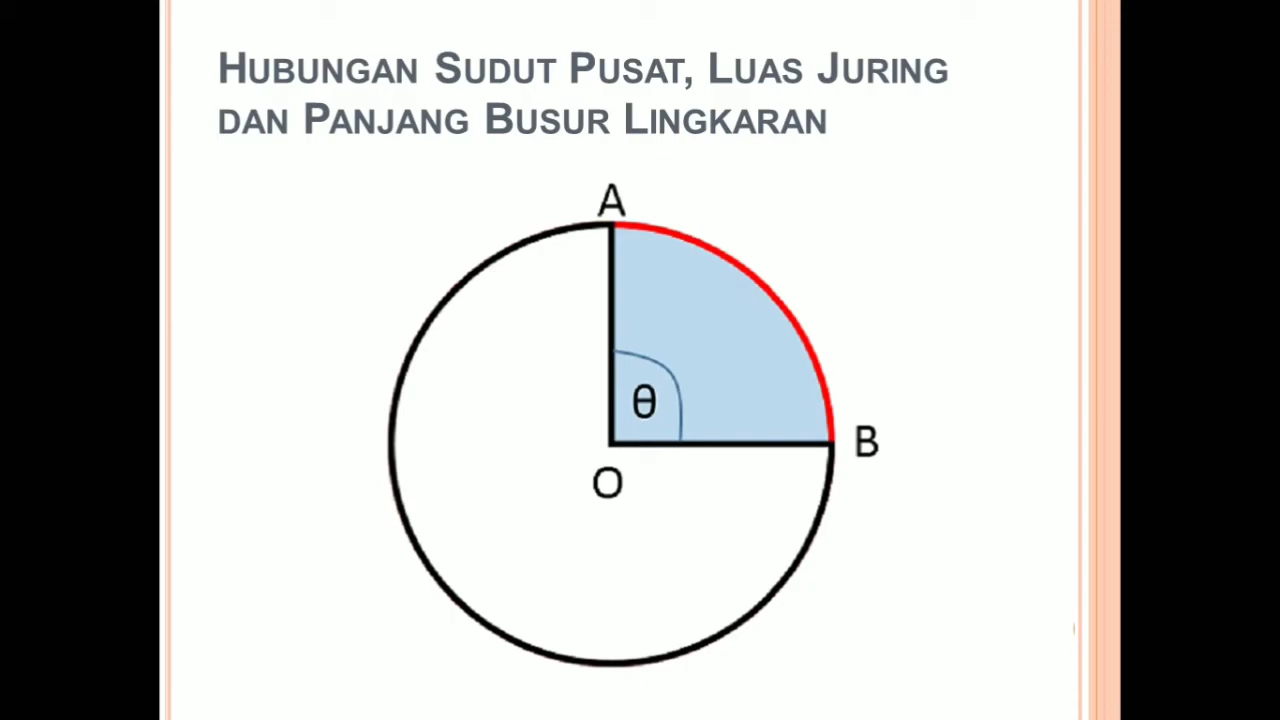 HUBUNGAN SUDUT PUSAT, LUAS JURING
DAN PANJANG BUSUR LINGKARAN
A
θ
B
O